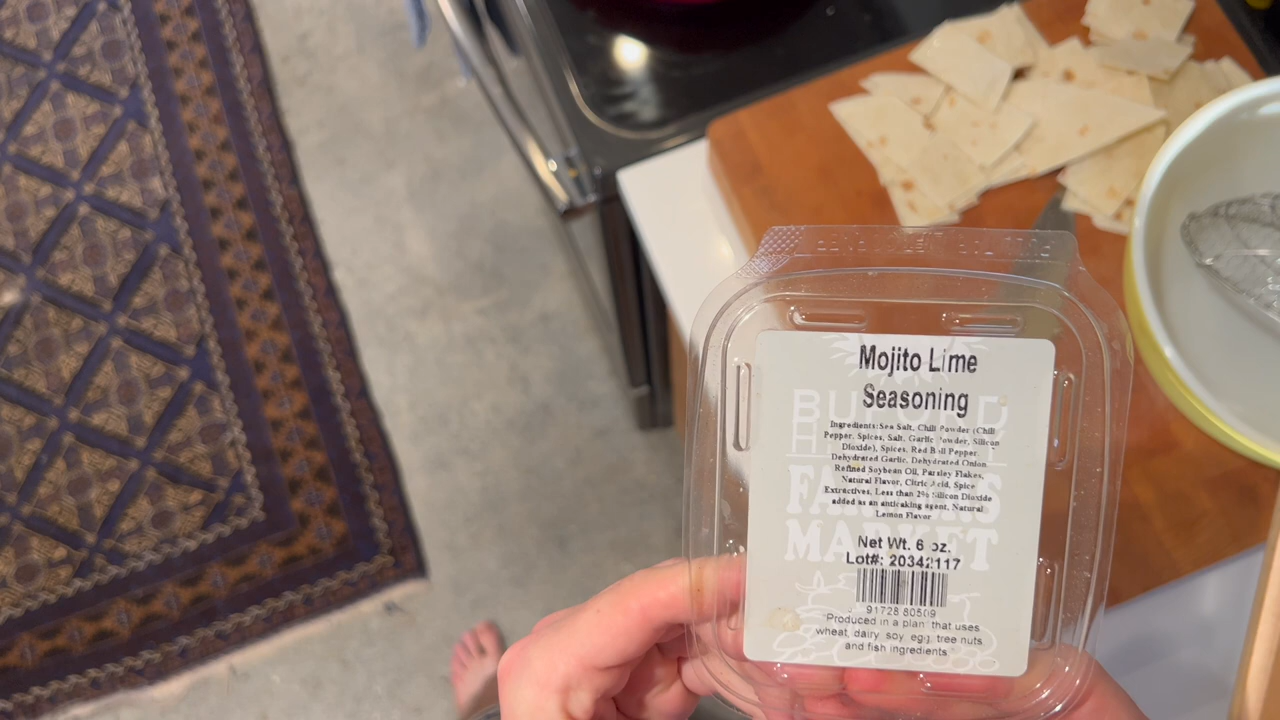 Mojito Lime
Seasoning
BUFORD
FARMERS
MARKET
Ingredients:Sea Salt, Chili Powder (Chili
Pepper, Spices, Salt, Garlic Powder, Silicon
Dioxide), Spices, Red Bell Pepper,
Dehydrated Garlic, Dehydrated Onion
Refined Soybean Oil, Parsley Flakes,
Natural Flavor, Citric Acid, Spice
Extractives, Less than 2% Silicon Dioxide
added as an anticaking agent, Natural
Lemon Flavor
Net Wt. 6 oz.
Lot#: 20342117
91728 80509
"Produced in a plant that uses
wheat, dairy soy egg, tree nuts
and fish ingredients"